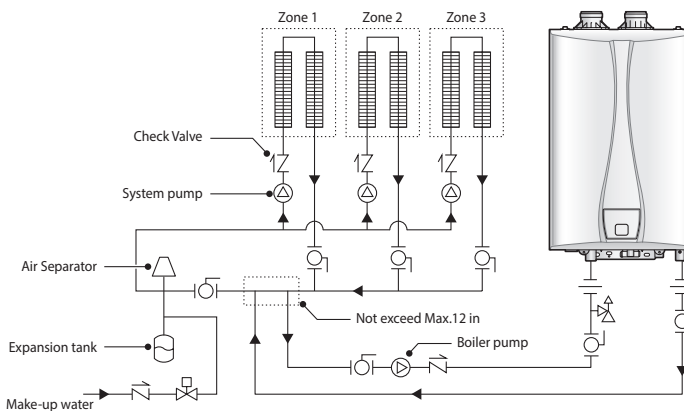 Zone 1
Zone 2
Zone 3
Check Valve
System pump
Air Separator
Not exceed Max.12 in
Expansion tank
Boiler pump
Make-up water